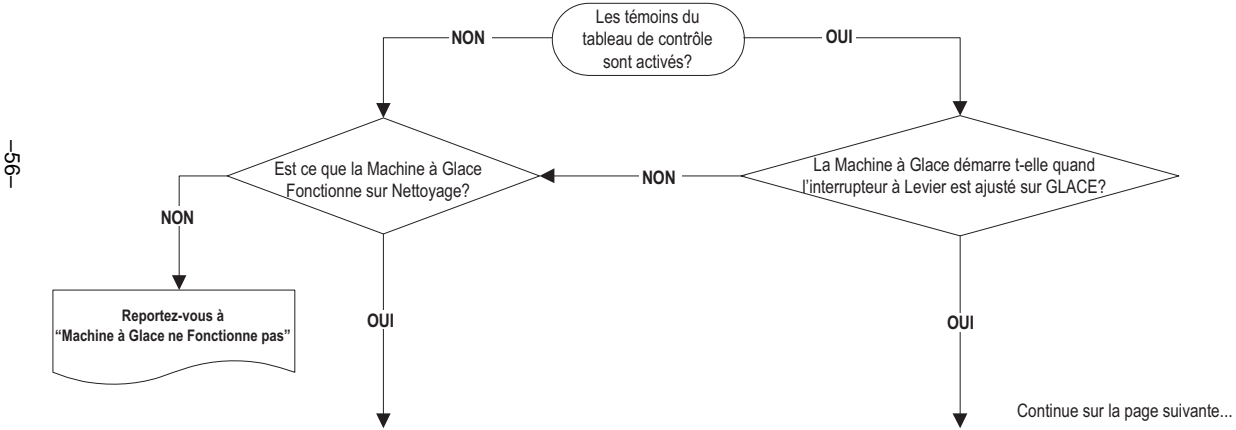 Les témoins du
tableau de contrôle
sont activés?
NON
OUI
Est ce que la Machine à Glace
Fonctionne sur Nettoyage?
NON
La Machine à Glace démarre t-elle quand
l'interrupteur à Levier est ajusté sur GLACE?
NON
Reportez-vous à
“Machine à Glace ne Fonctionne pas”
OUI
OUI
Continue sur la page suivante...
–56–